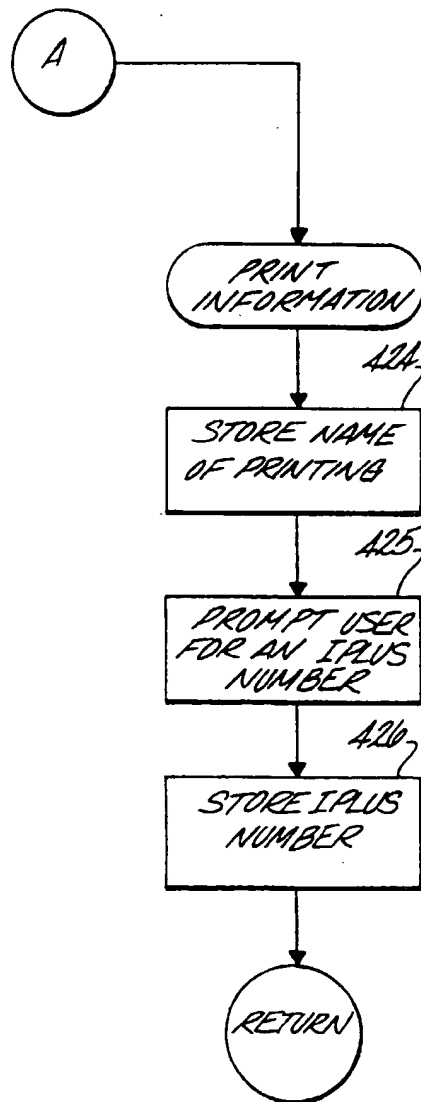 A
PRINT
INFORMATION
424
STORE NAME
OF PRINTING
425
PROMPT USER
FOR AN IPLUS
NUMBER
426
STORE IPLUS
NUMBER
RETURN